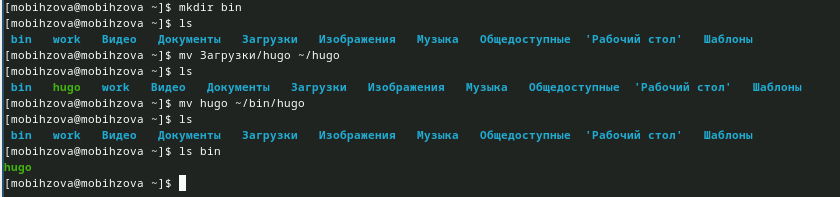 [mobihzova@mobihzova ~]$ mkdir bin
[mobihzova@mobihzova ~]$ ls
bin work Видео Документы Загрузки Изображения Музыка Общедоступные 'Рабочий стол' Шаблоны
[mobihzova@mobihzova ~]$ mv Загрузки/hugo ~/hugo
[mobihzova@mobihzova ~]$ ls
bin hugo work Видео Документы Загрузки Изображения Музыка Общедоступные 'Рабочий стол' Шаблоны
[mobihzova@mobihzova ~]$ mv hugo ~/bin/hugo
[mobihzova@mobihzova ~]$ ls
bin work Видео Документы Загрузки Изображения Музыка Общедоступные 'Рабочий стол' Шаблоны
[mobihzova@mobihzova ~]$ ls bin
hugo
[mobihzova@mobihzova ~]$